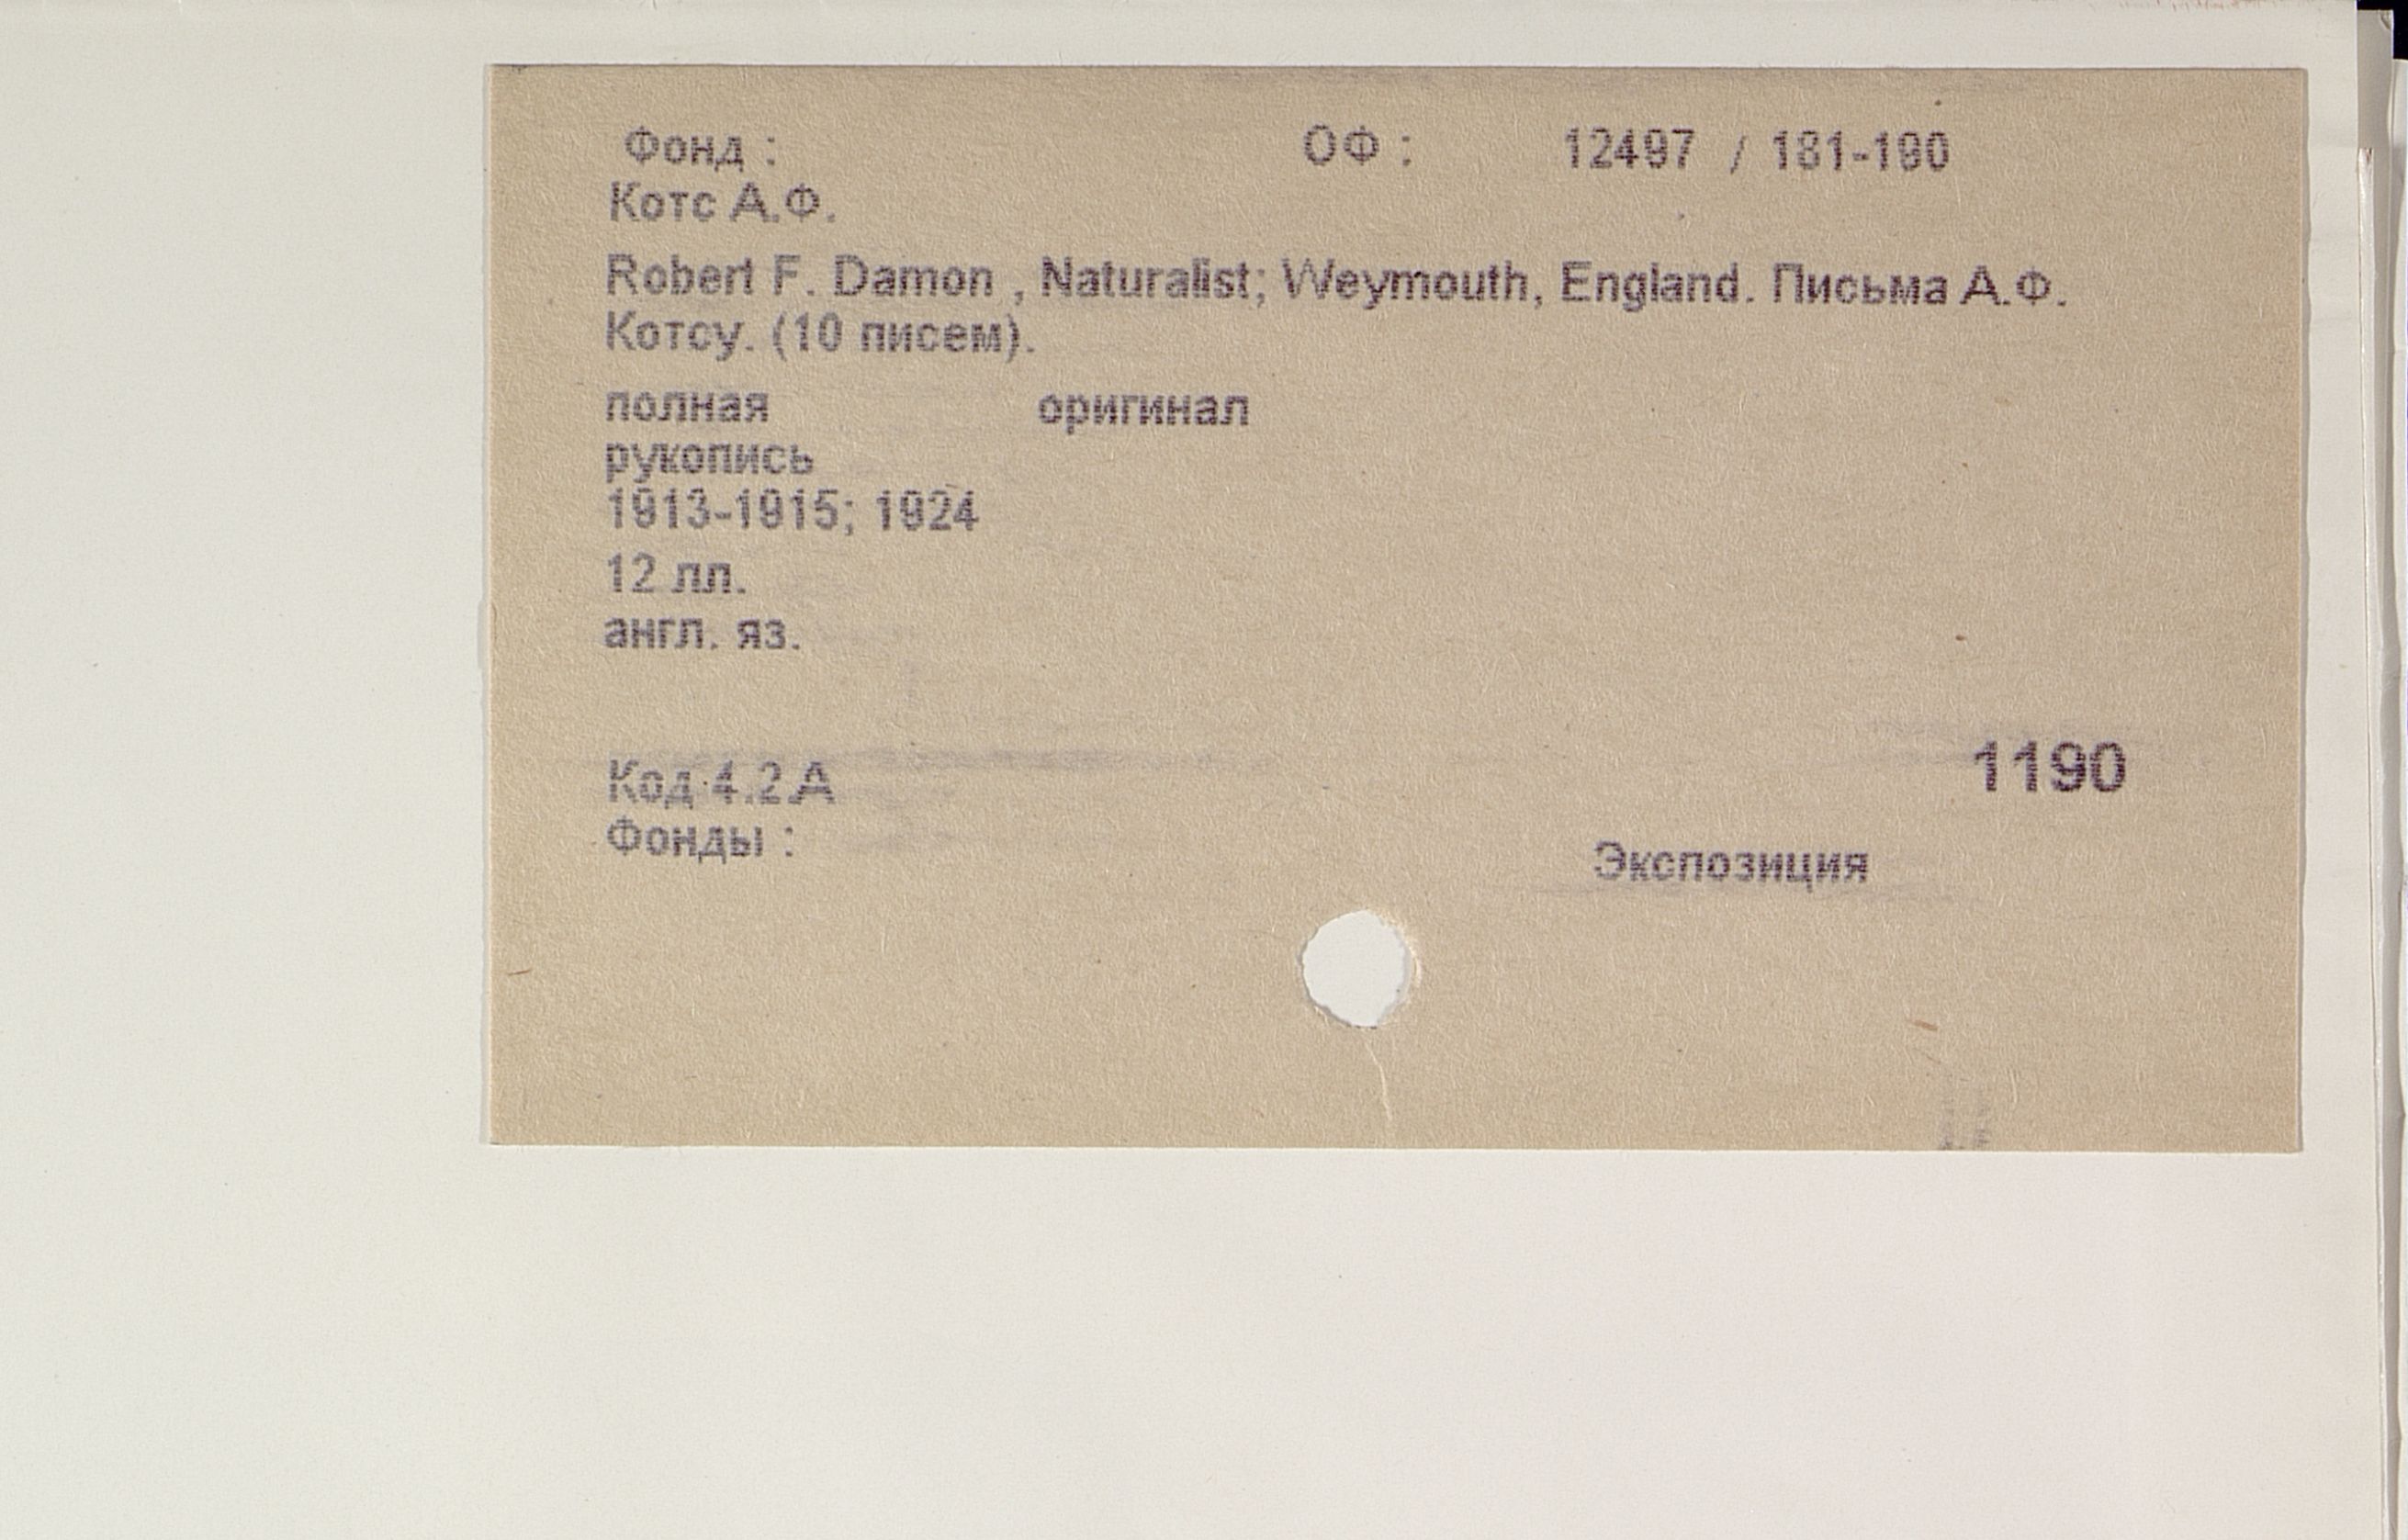 Фонд : ОФ : 12497 / 181-190
Котс А.Ф.
Robert F. Damon , Naturalist; Weymouth, England. Письма А.Ф.
Котсу. (10 писем).
полная оригинал
рукопись
1913-1915; 1924
12 лл.
англ. яз.
1190
Код 4.2.А
Фонды :
Экспозиция